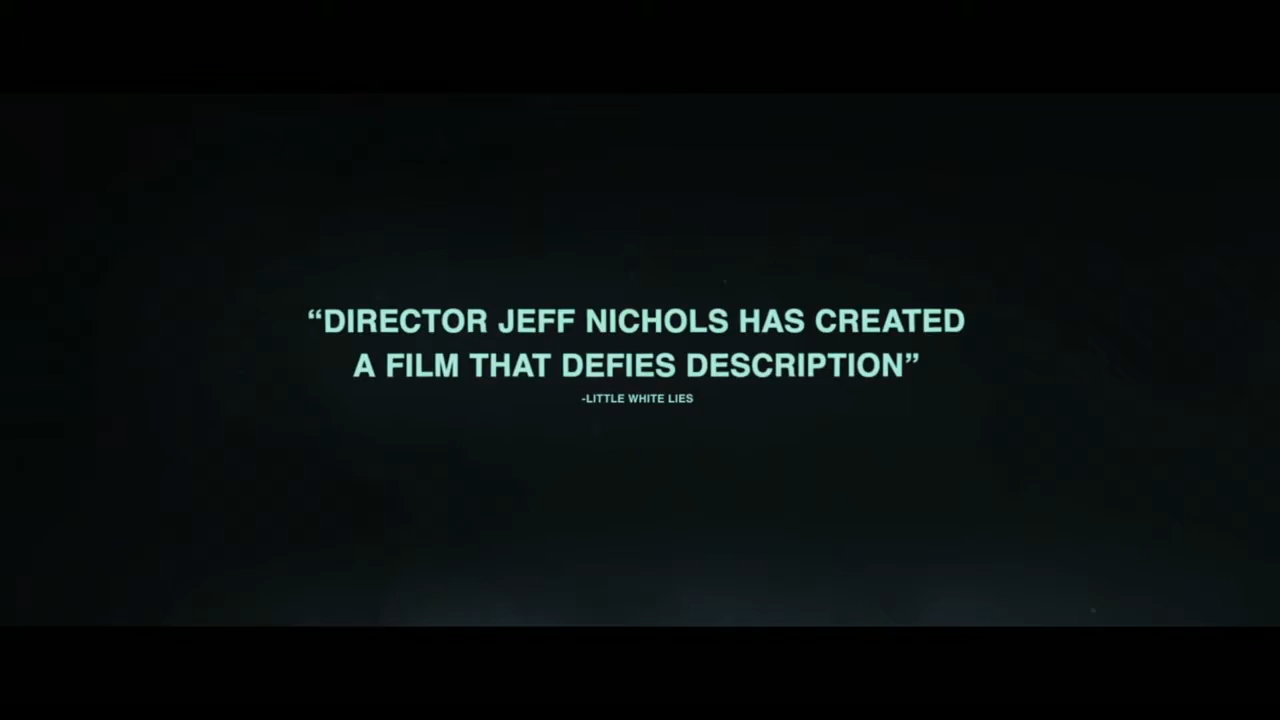 “DIRECTOR JEFF NICHOLS HAS CREATED
A FILM THAT DEFIES DESCRIPTION”
-LITTLE WHITE LIES